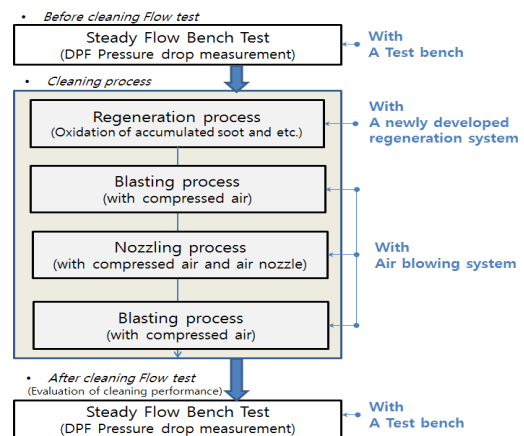 • Before cleaning Flow test
Steady Flow Bench Test
(DPF Pressure drop measurement)
With
A Test bench
• Cleaning process
Regeneration process
(Oxidation of accumulated soot and etc.)
With
A newly developed
regeneration system
Blasting process
(with compressed air)
Nozzling process
(with compressed air and air nozzle)
With
Air blowing system
Blasting process
(with compressed air)
• After cleaning Flow test
(Evaluation of cleaning performance)
Steady Flow Bench Test
(DPF Pressure drop measurement)
With
A Test bench